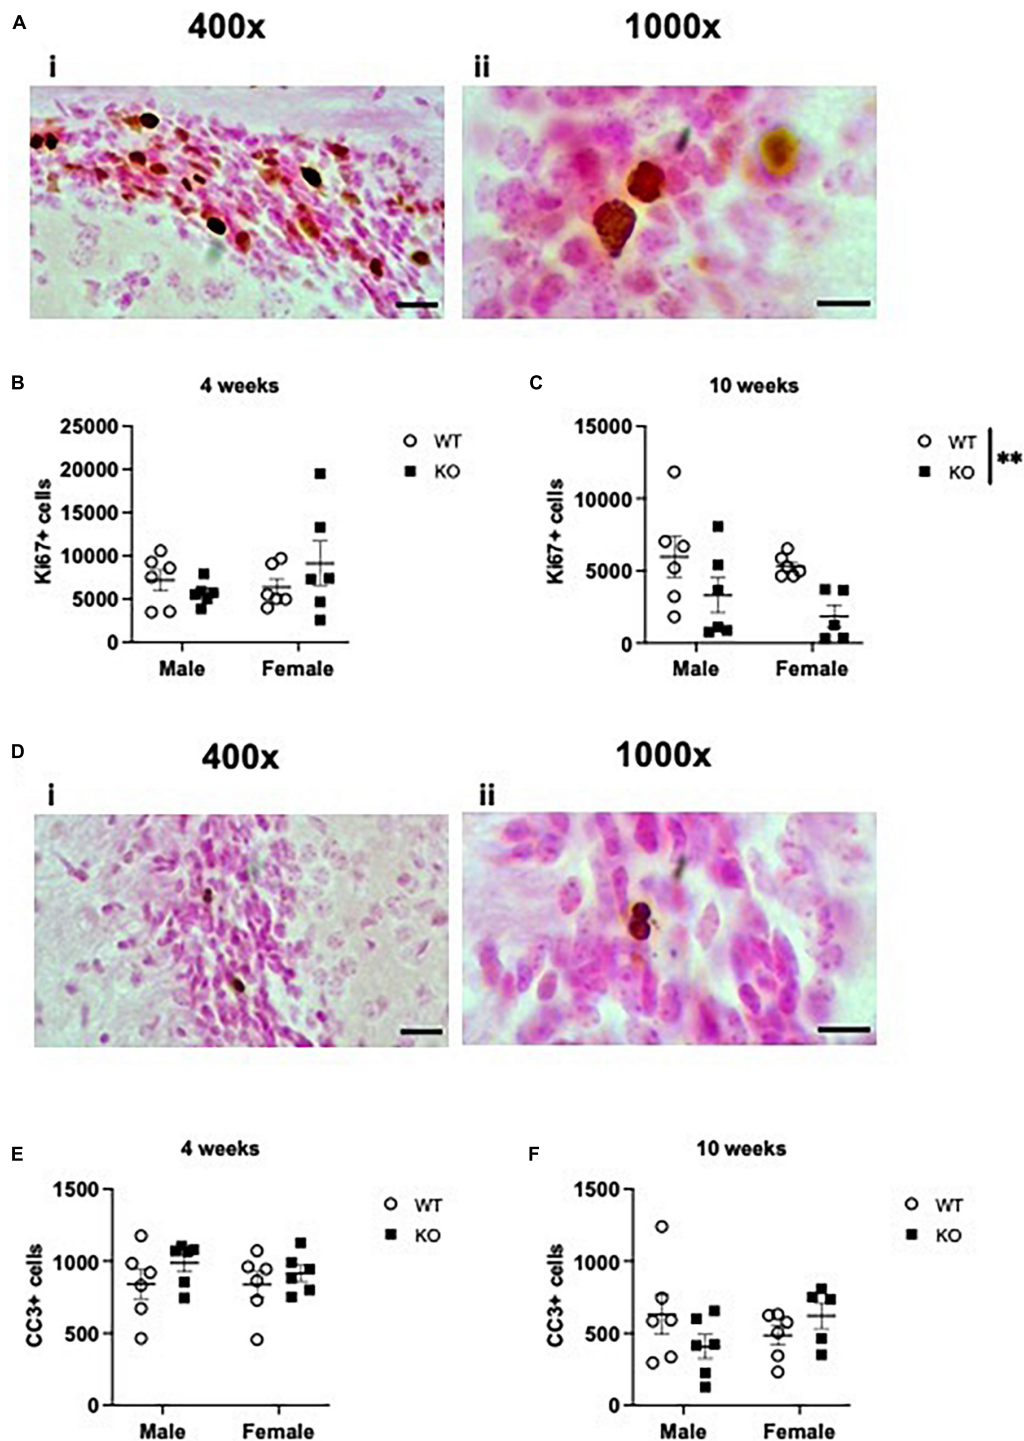 A
400x
1000x
i
ii
B
4 weeks
25000
20000
15000
10000
5000
0
Ki67+ cells
Male
Female
WT
KO
C
10 weeks
15000
10000
5000
0
Ki67+ cells
Male
Female
WT
KO
**
D
400x
1000x
i
ii
E
4 weeks
1500
1000
500
0
CC3+ cells
Male
Female
WT
KO
F
10 weeks
1500
1000
500
0
CC3+ cells
Male
Female
WT
KO